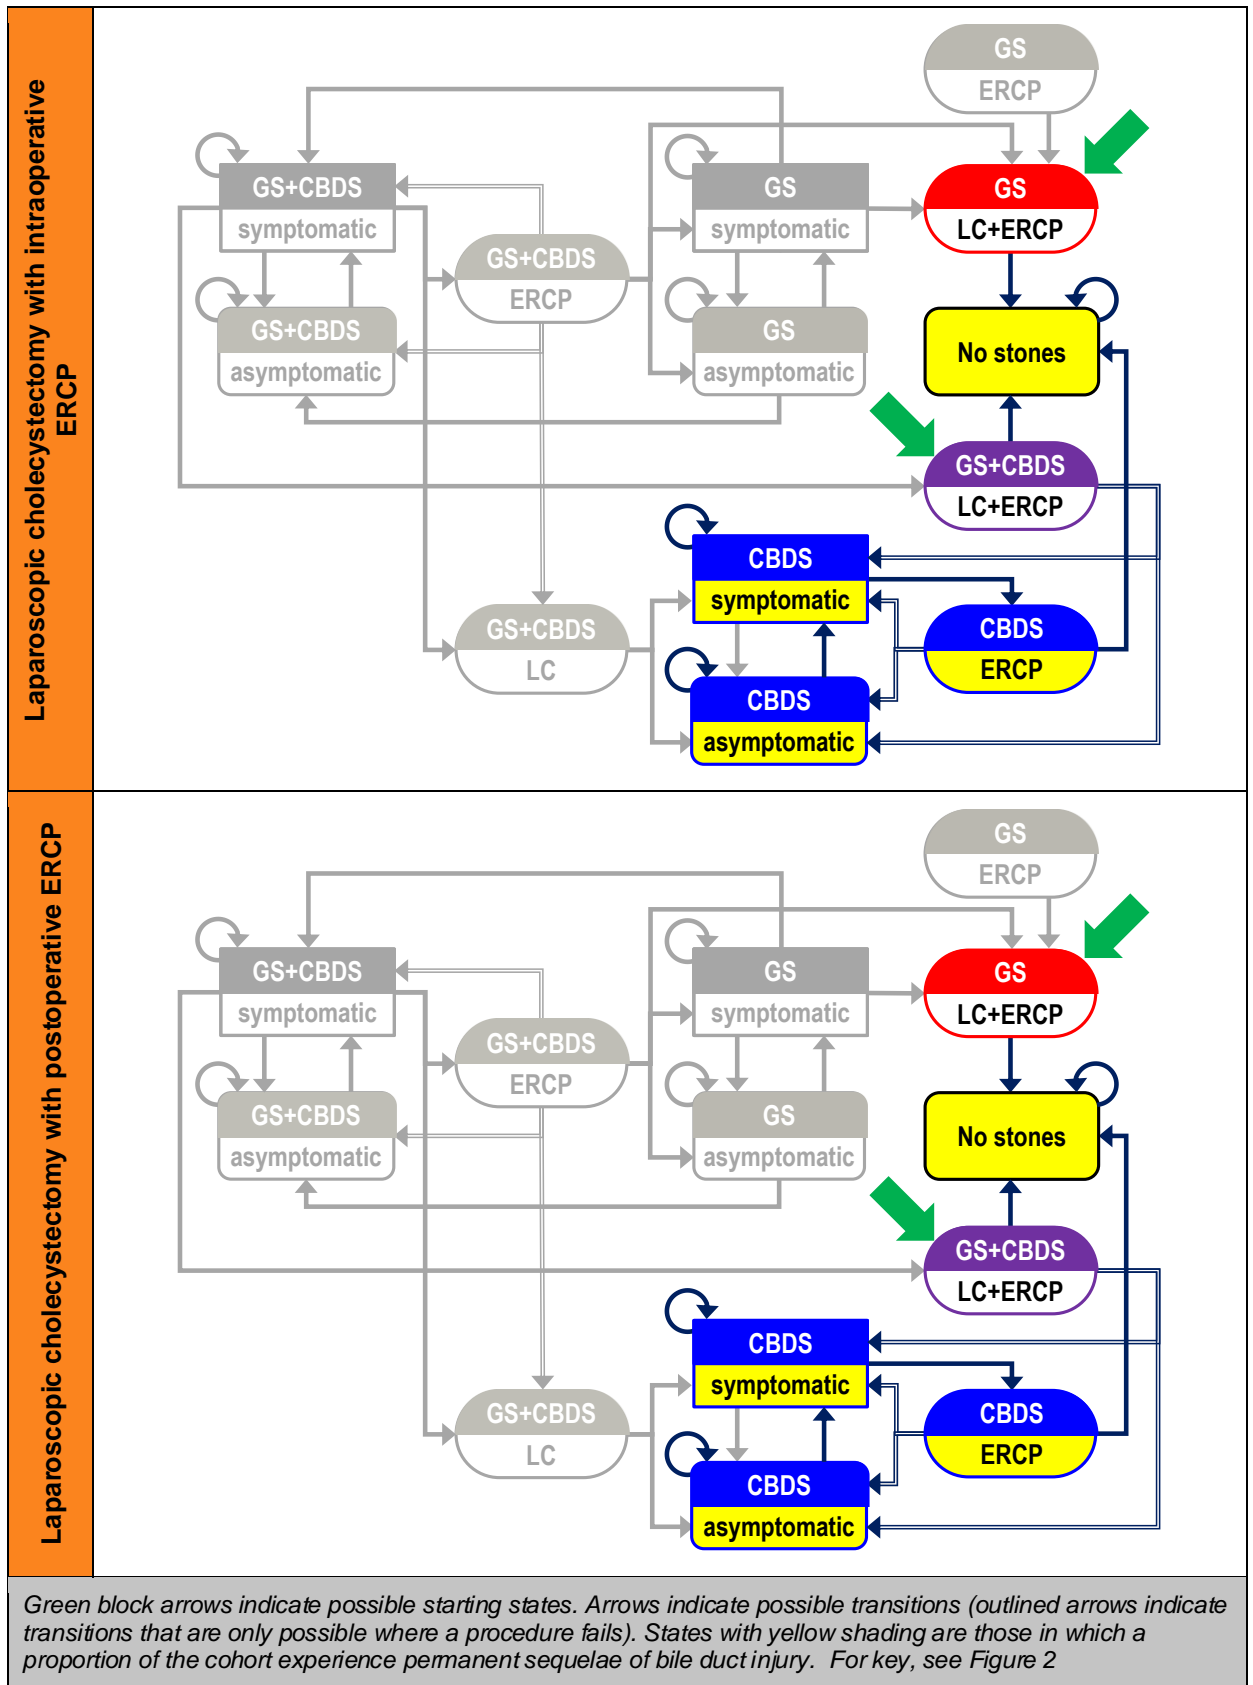 Laparoscopic cholecystectomy with intraoperative
ERCP
GS
ERCP
GS+CBDS
symptomatic
GS
symptomatic
GS
LC+ERCP
GS+CBDS
ERCP
GS+CBDS
asymptomatic
GS
asymptomatic
No stones
GS+CBDS
LC+ERCP
CBDS
symptomatic
GS+CBDS
LC
CBDS
ERCP
CBDS
asymptomatic
Laparoscopic cholecystectomy with postoperative ERCP
GS
ERCP
GS+CBDS
symptomatic
GS
symptomatic
GS
LC+ERCP
GS+CBDS
ERCP
GS+CBDS
asymptomatic
GS
asymptomatic
No stones
GS+CBDS
LC+ERCP
CBDS
symptomatic
GS+CBDS
LC
CBDS
ERCP
CBDS
asymptomatic
Green block arrows indicate possible starting states. Arrows indicate possible transitions (outlined arrows indicate
transitions that are only possible where a procedure fails). States with yellow shading are those in which a
proportion of the cohort experience permanent sequelae of bile duct injury. For key, see Figure 2